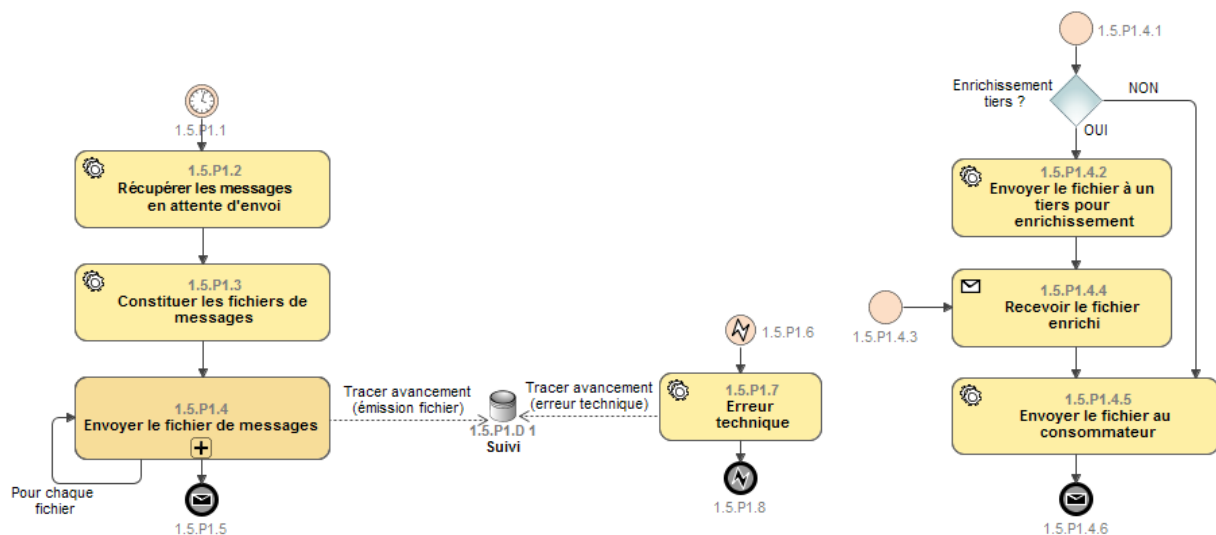 1.5.P1.1
1.5.P1.2
Récupérer les messages
en attente d'envoi
1.5.P1.3
Constituer les fichiers de
messages
1.5.P1.4
Envoyer le fichier de messages
Pour chaque
fichier
1.5.P1.5
Tracer avancement
(émission fichier)
1.5.P1.D 1
Suivi
Tracer avancement
(erreur technique)
1.5.P1.6
1.5.P1.7
Erreur
technique
1.5.P1.8
1.5.P1.4.1
Enrichissement
tiers ?
NON
OUI
1.5.P1.4.2
Envoyer le fichier à un
tiers pour
enrichissement
1.5.P1.4.3
1.5.P1.4.4
Recevoir le fichier
enrichi
1.5.P1.4.5
Envoyer le fichier au
consommateur
1.5.P1.4.6